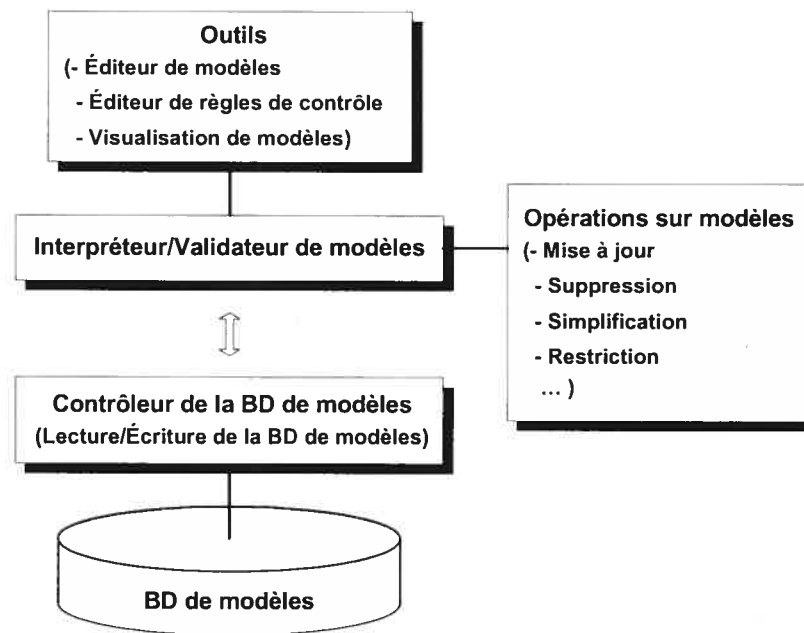 Outils
(- Éditeur de modèles
- Éditeur de règles de contrôle
- Visualisation de modèles)
Interpréteur/Validateur de modèles
Opérations sur modèles
(- Mise à jour
- Suppression
- Simplification
- Restriction
... )
Contrôleur de la BD de modèles
(Lecture/Écriture de la BD de modèles)
BD de modèles